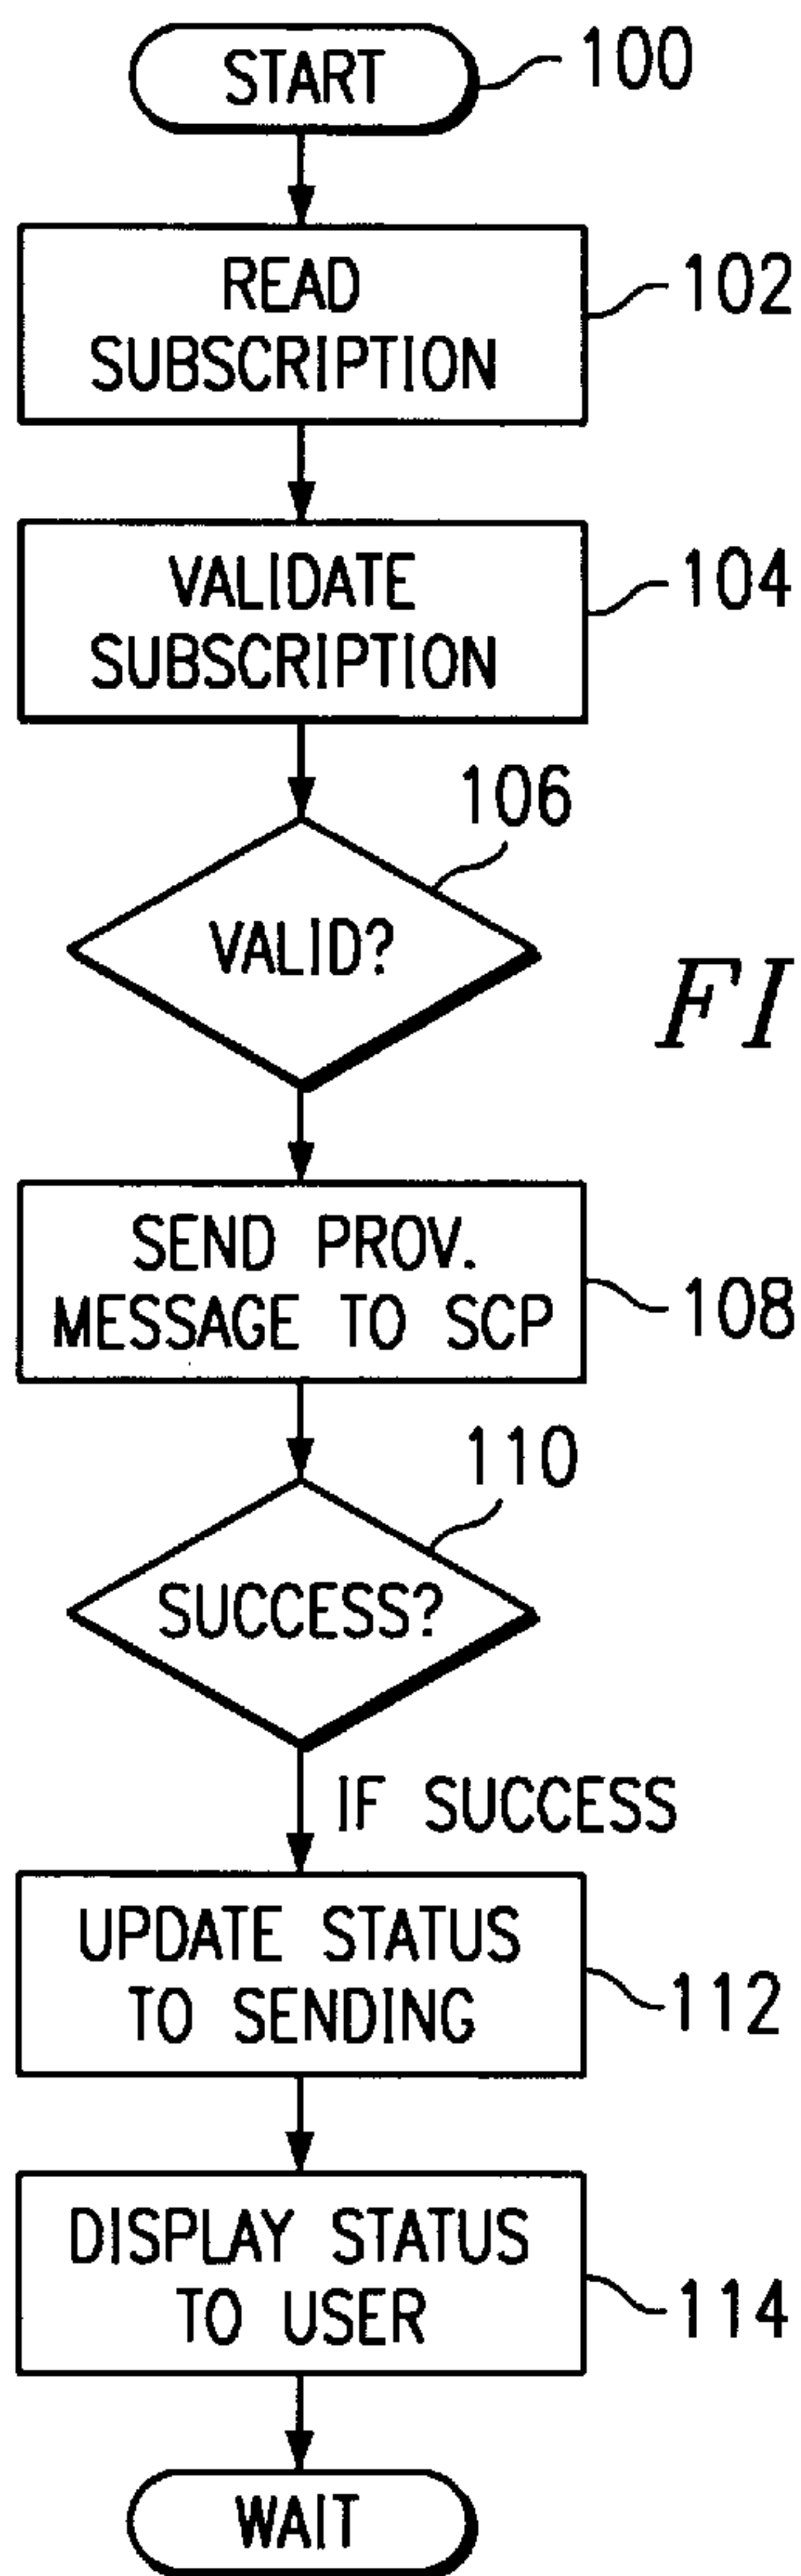 START
100
READ
SUBSCRIPTION
102
VALIDATE
SUBSCRIPTION
104
106
VALID?
FI
SEND PROV.
MESSAGE TO SCP
108
110
SUCCESS?
IF SUCCESS
UPDATE STATUS
TO SENDING
112
DISPLAY STATUS
TO USER
114
WAIT